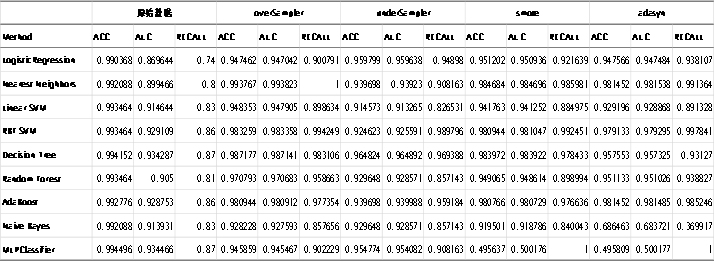 原始数据 overSampler underSampler smote adasyn
Method ACC AUC RECALL ACC AUC RECALL ACC AUC RECALL ACC AUC RECALL ACC AUC RECALL
Logistic Regression 0.990368 0.869644 0.74 0.947462 0.947042 0.900791 0.959799 0.959638 0.94898 0.951202 0.950936 0.921639 0.947566 0.947484 0.938107
Nearest Neighbors 0.992088 0.899466 0.8 0.993767 0.993823 1 0.939698 0.93923 0.908163 0.984684 0.984696 0.985981 0.981452 0.981538 0.991364
Linear SVM 0.993464 0.914644 0.83 0.948353 0.947905 0.898634 0.914573 0.913265 0.826531 0.941763 0.941252 0.884975 0.929196 0.928868 0.891328
RBF SVM 0.993464 0.929109 0.86 0.983259 0.983358 0.994249 0.924623 0.925591 0.989796 0.980944 0.981047 0.992451 0.979133 0.979295 0.97841
Decision Tree 0.994152 0.934287 0.87 0.987177 0.987141 0.983106 0.964824 0.964892 0.969388 0.983972 0.983922 0.978433 0.957553 0.957325 0.93127
Random Forest 0.993464 0.905 0.81 0.970793 0.970683 0.958663 0.929648 0.928571 0.857143 0.949065 0.948614 0.898994 0.951133 0.951026 0.938827
AdaBoost 0.992776 0.928753 0.86 0.980944 0.980912 0.977354 0.939698 0.939988 0.959184 0.980766 0.980729 0.976636 0.981452 0.981485 0.985246
Naive Bayes 0.992088 0.913931 0.83 0.928228 0.927593 0.857656 0.929648 0.928571 0.857143 0.919501 0.918786 0.840043 0.686463 0.683721 0.369917
MLPClassfier 0.994496 0.934466 0.87 0.945859 0.945467 0.902229 0.954774 0.954082 0.908163 0.495637 0.500176 1 0.495809 0.500177 1